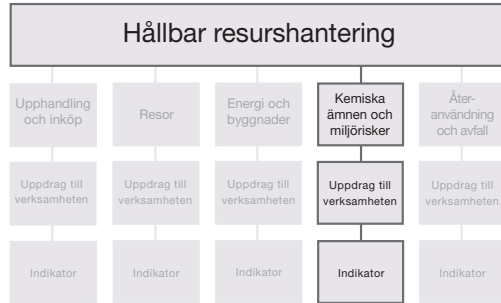 Hållbar resurshantering
Upphandling
och inköp
Resor
Energi och
byggnader
Kemiska
ämnen och
miljörisker
Åter-
användning
och avfall
Uppdrag till
verksamheten
Uppdrag till
verksamheten
Uppdrag till
verksamheten
Uppdrag till
verksamheten
Uppdrag till
verksamheten
Indikator
Indikator
Indikator
Indikator
Indikator